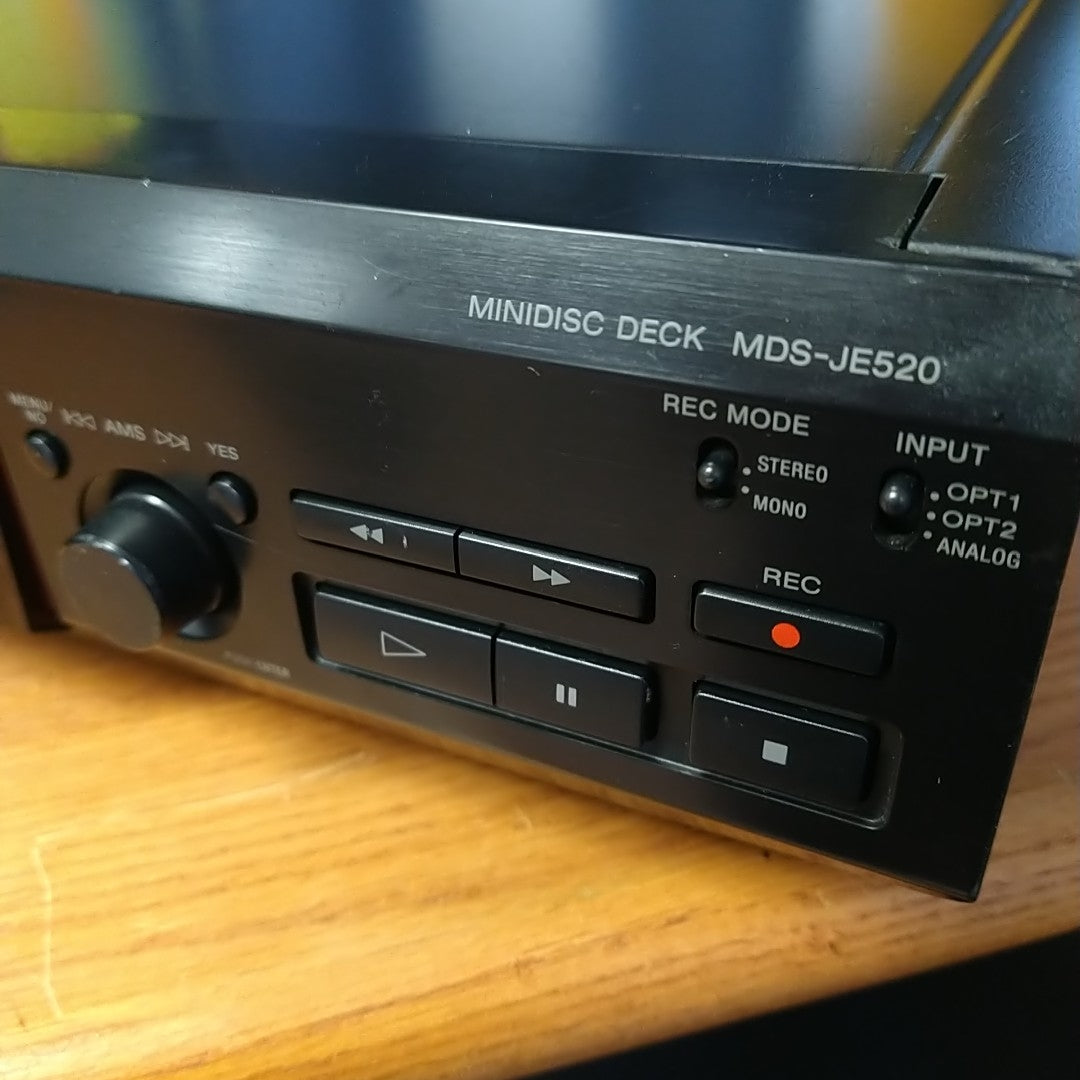 MINIDISC DECK MDS-JE520
MENU/
NO
AMS
YES
REC MODE
STEREO
MONO
INPUT
OPT1
OPT2
ANALOG
REC